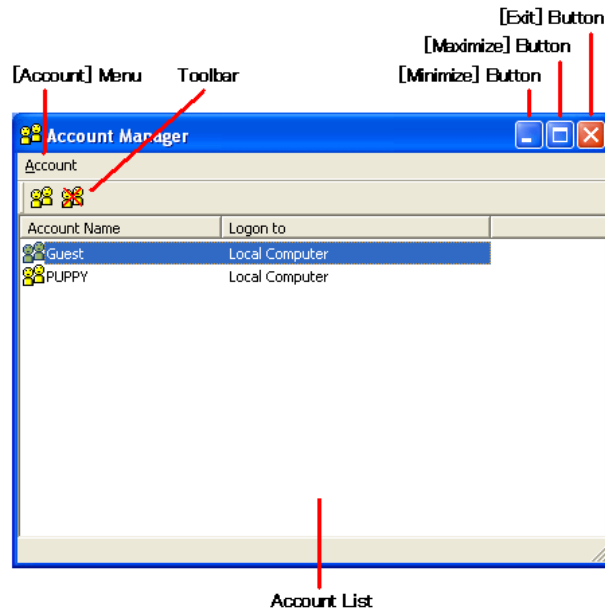 [Exit] Button
[Maximize] Button
[Account] Menu Toolbar [Minimize] Button
Account Manager
Account
Account Name Logon to
Guest Local Computer
PUPPY Local Computer
Account List